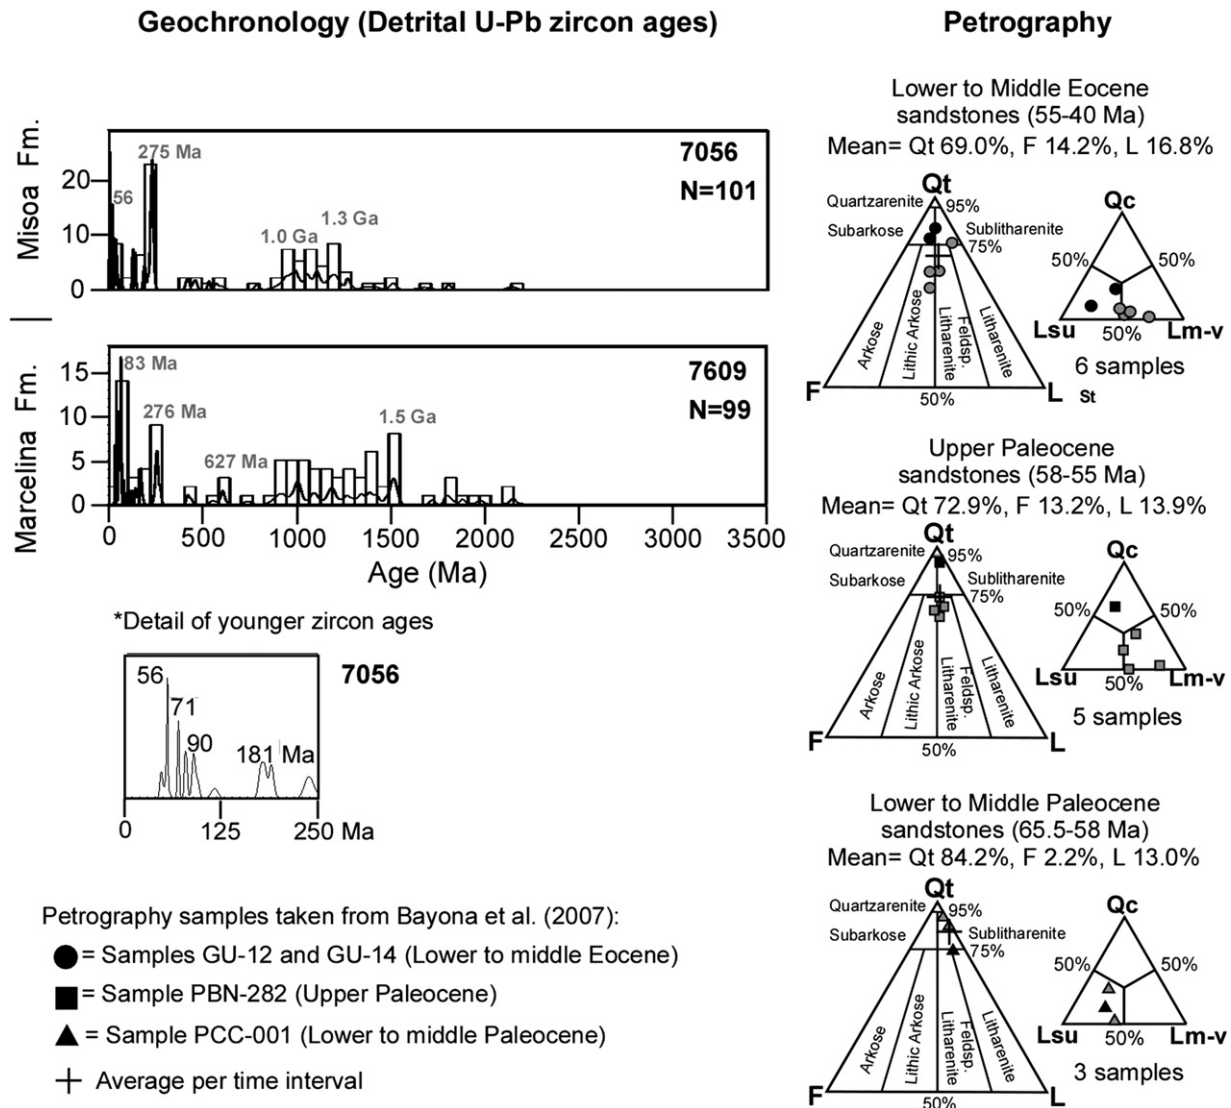 Geochronology (Detrital U-Pb zircon ages)
Misoa Fm.
20
10
0
56
275 Ma
1.0 Ga
1.3 Ga
7056
N=101
Marcelina Fm.
15
10
5
0
83 Ma
276 Ma
627 Ma
1.5 Ga
7609
N=99
0 500 1000 1500 2000 2500 3000 3500
Age (Ma)
*Detail of younger zircon ages
7056
56
71
90
181 Ma
0 125 250 Ma
Petrography samples taken from Bayona et al. (2007):
= Samples GU-12 and GU-14 (Lower to middle Eocene)
= Sample PBN-282 (Upper Paleocene)
= Sample PCC-001 (Lower to middle Paleocene)
Average per time interval
Petrography
Lower to Middle Eocene
sandstones (55-40 Ma)
Mean= Qt 69.0%, F 14.2%, L 16.8%
Qt
Quartzarenite 95%
Subarkose Sublitharenite
75%
Arkose
Lithic Arkose
Feldsp.
Litharenite
Litharenite
F 50% L
Qc
50% 50%
Lsu 50% Lm-v
6 samples
St
Upper Paleocene
sandstones (58-55 Ma)
Mean= Qt 72.9%, F 13.2%, L 13.9%
Qt
Quartzarenite 95%
Subarkose Sublitharenite
75%
Arkose
Lithic Arkose
Feldsp.
Litharenite
Litharenite
F 50% L
Qc
50% 50%
Lsu 50% Lm-v
5 samples
Lower to Middle Paleocene
sandstones (65.5-58 Ma)
Mean= Qt 84.2%, F 2.2%, L 13.0%
Qt
Quartzarenite 95%
Subarkose Sublitharenite
75%
Arkose
Lithic Arkose
Feldsp.
Litharenite
Litharenite
F 50% L
Qc
50% 50%
Lsu 50% Lm-v
3 samples